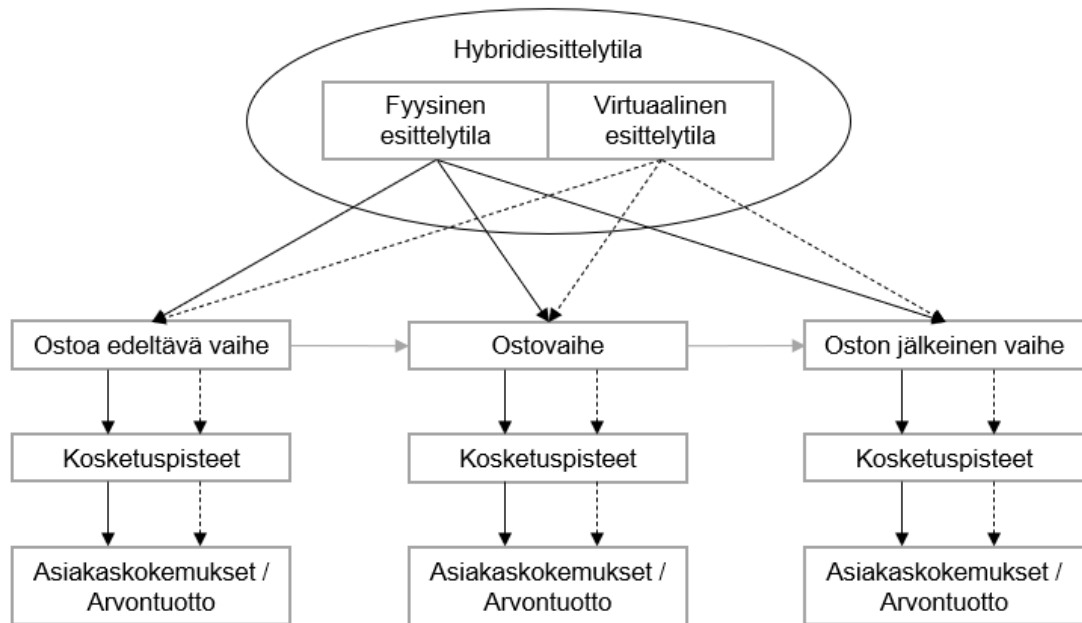 Hybridiesittelytila
Fyysinen
esittelytila
Virtuaalinen
esittelytila
Ostoa edeltävä vaihe
Ostovaihe
Oston jälkeinen vaihe
Kosketuspisteet
Kosketuspisteet
Kosketuspisteet
Asiakaskokemukset /
Arvontuotto
Asiakaskokemukset /
Arvontuotto
Asiakaskokemukset /
Arvontuotto